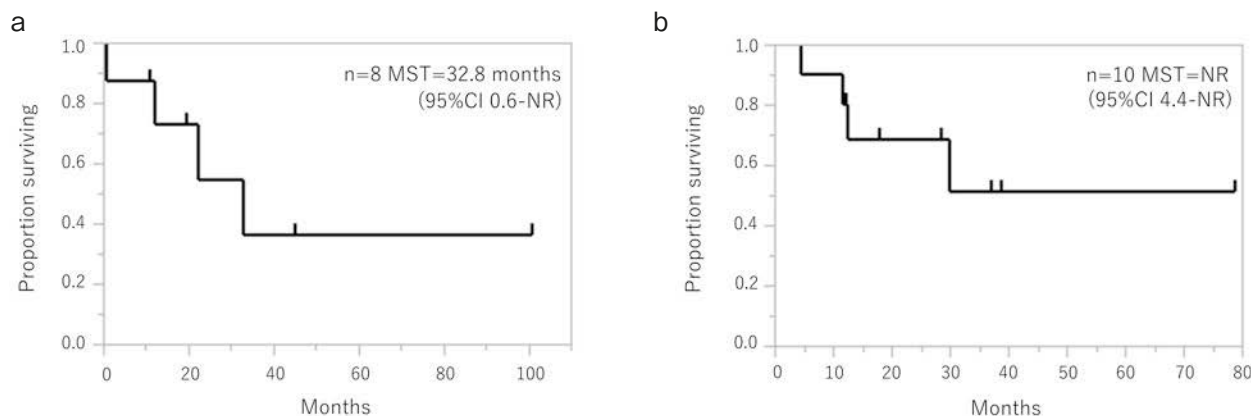 a
n=8 MST=32.8 months
(95%CI 0.6-NR)
Proportion surviving
1.0
0.8
0.6
0.4
0.2
0.0
0 20 40 60 80 100
Months
b
n=10 MST=NR
(95%CI 4.4-NR)
Proportion surviving
1.0
0.8
0.6
0.4
0.2
0.0
0 10 20 30 40 50 60 70 80
Months